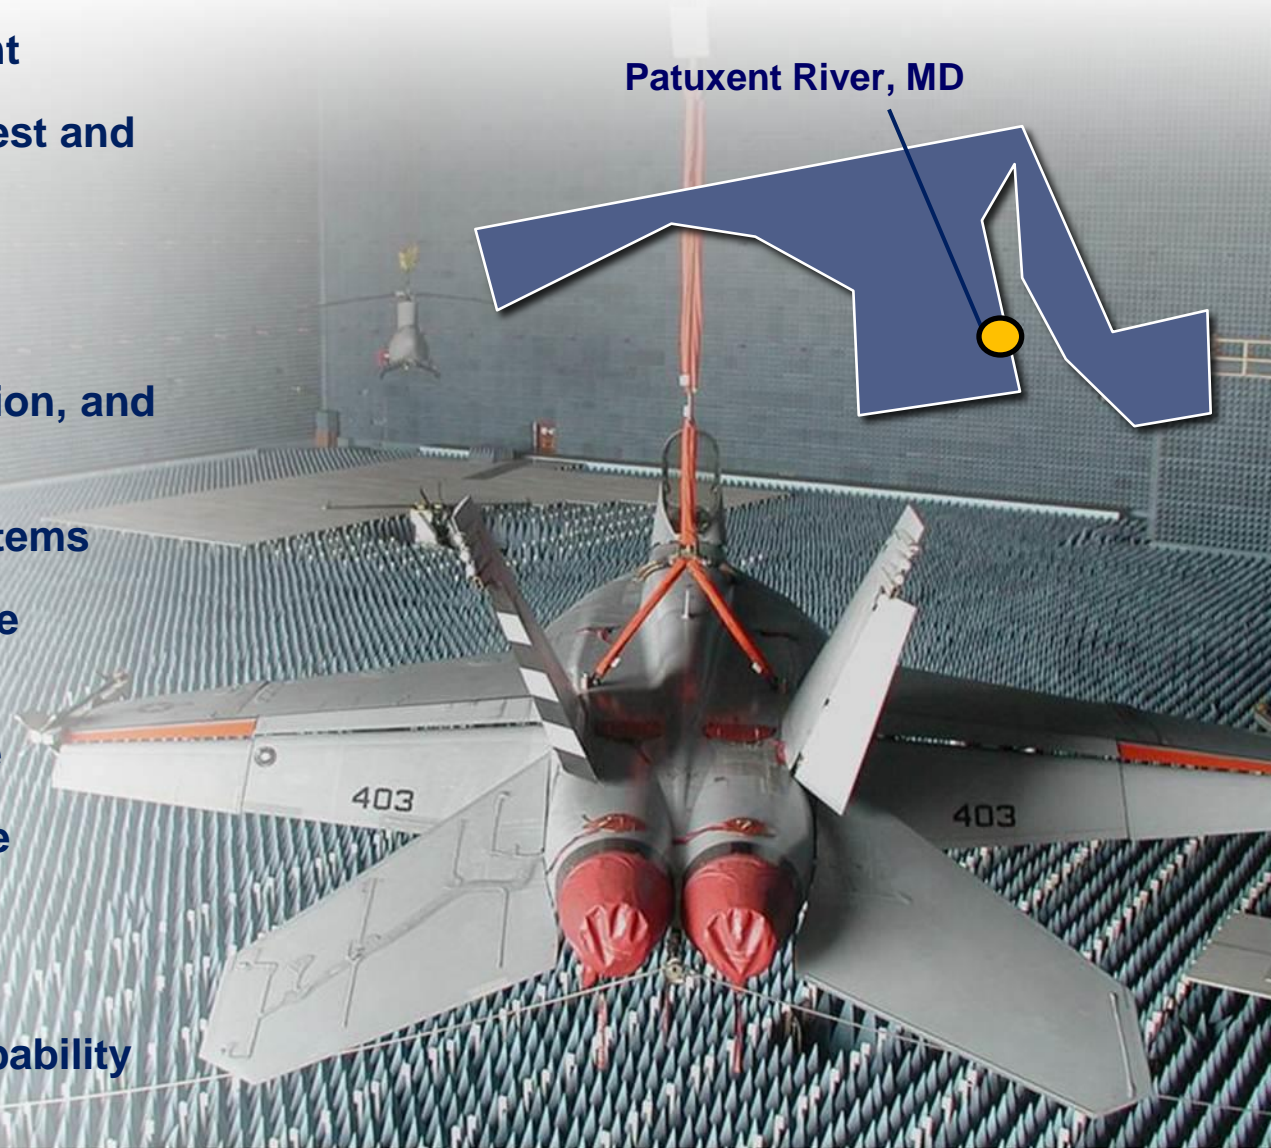 nt
Patuxent River, MD
est and
ion, and
tems
e
e
403
403
pability